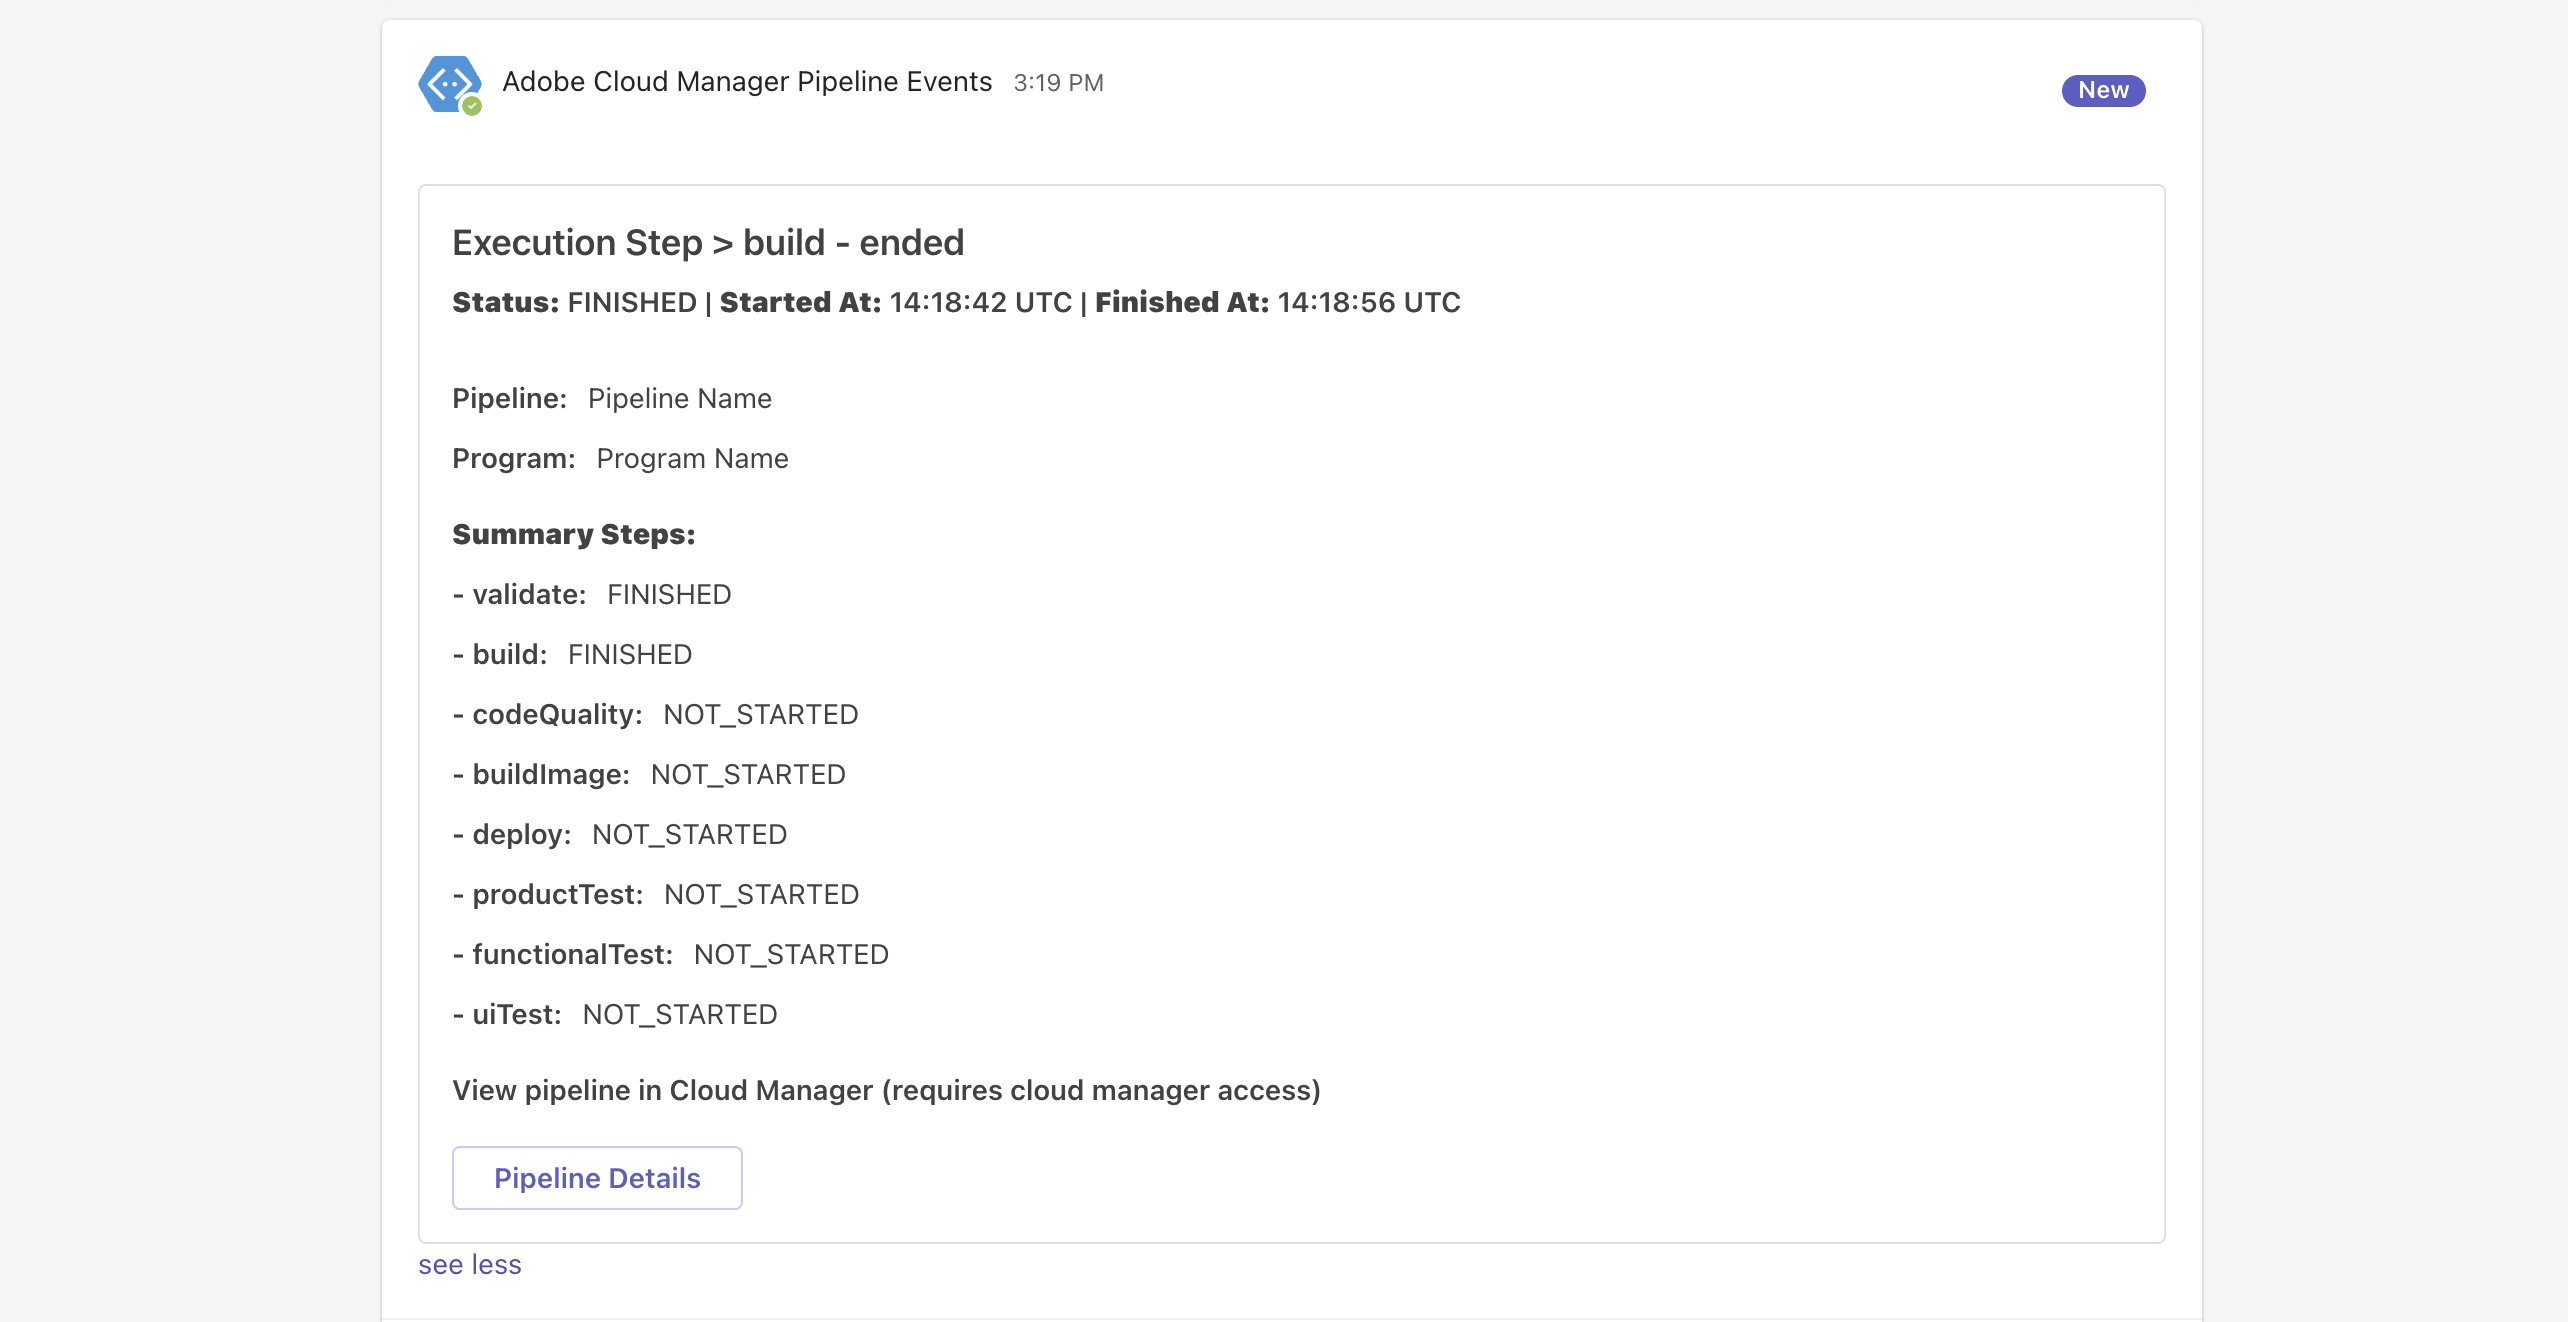 Adobe Cloud Manager Pipeline Events 3:19 PM
New
Execution Step > build - ended
Status: FINISHED | Started At: 14:18:42 UTC | Finished At: 14:18:56 UTC
Pipeline: Pipeline Name
Program: Program Name
Summary Steps:
- validate: FINISHED
- build: FINISHED
- codeQuality: NOT_STARTED
- buildImage: NOT_STARTED
- deploy: NOT_STARTED
- productTest: NOT_STARTED
- functionalTest: NOT_STARTED
- uiTest: NOT_STARTED
View pipeline in Cloud Manager (requires cloud manager access)
Pipeline Details
see less